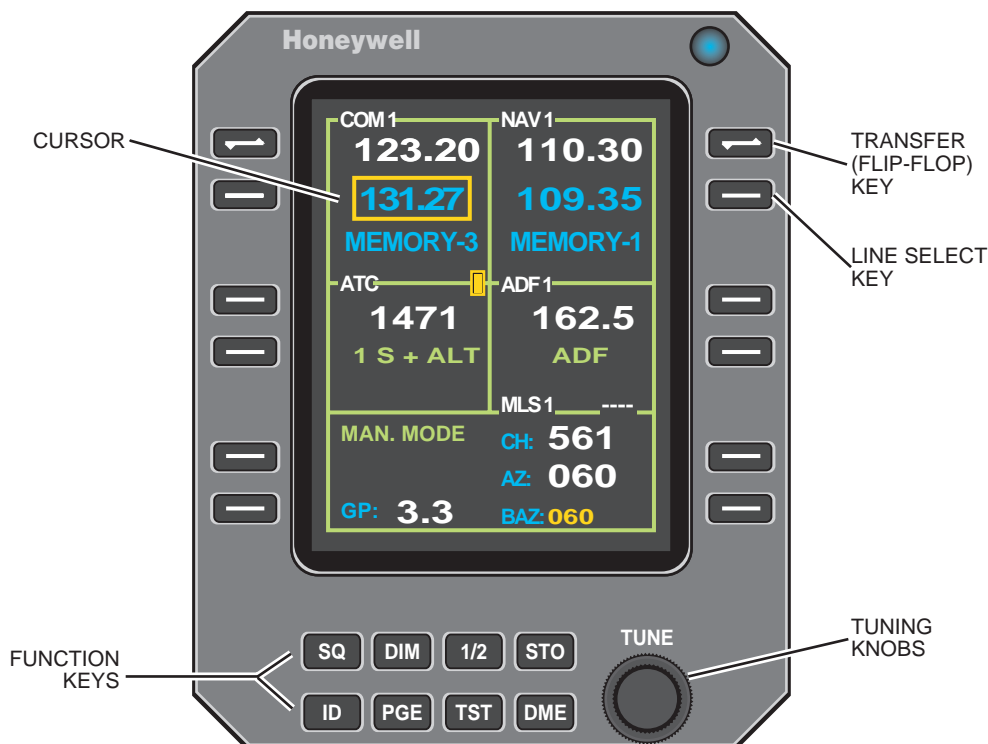 Honeywell
CURSOR
TRANSFER
(FLIP-FLOP)
KEY
LINE SELECT
KEY
COM 1
NAV 1
123.20
110.30
131.27
109.35
MEMORY-3
MEMORY-1
ATC
ADF 1
1471
162.5
1 S + ALT
ADF
MLS 1 ----
MAN. MODE
CH: 561
AZ: 060
GP: 3.3
BAZ: 060
FUNCTION
KEYS
SQ
DIM
1/2
STO
ID
PGE
TST
DME
TUNE
TUNING
KNOBS